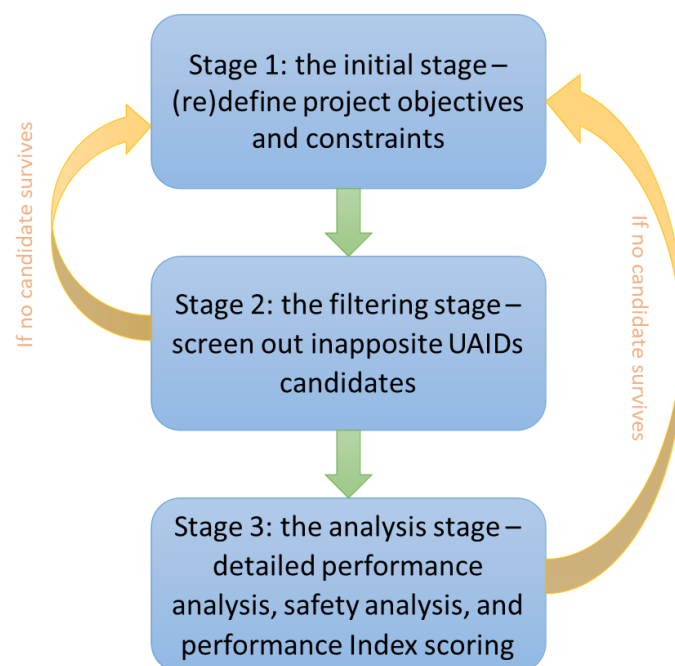 Stage 1: the initial stage –
(re)define project objectives
and constraints
If no candidate survives
If no candidate survives
Stage 2: the filtering stage –
screen out inapposite UAIDs
candidates
Stage 3: the analysis stage –
detailed performance
analysis, safety analysis, and
performance Index scoring